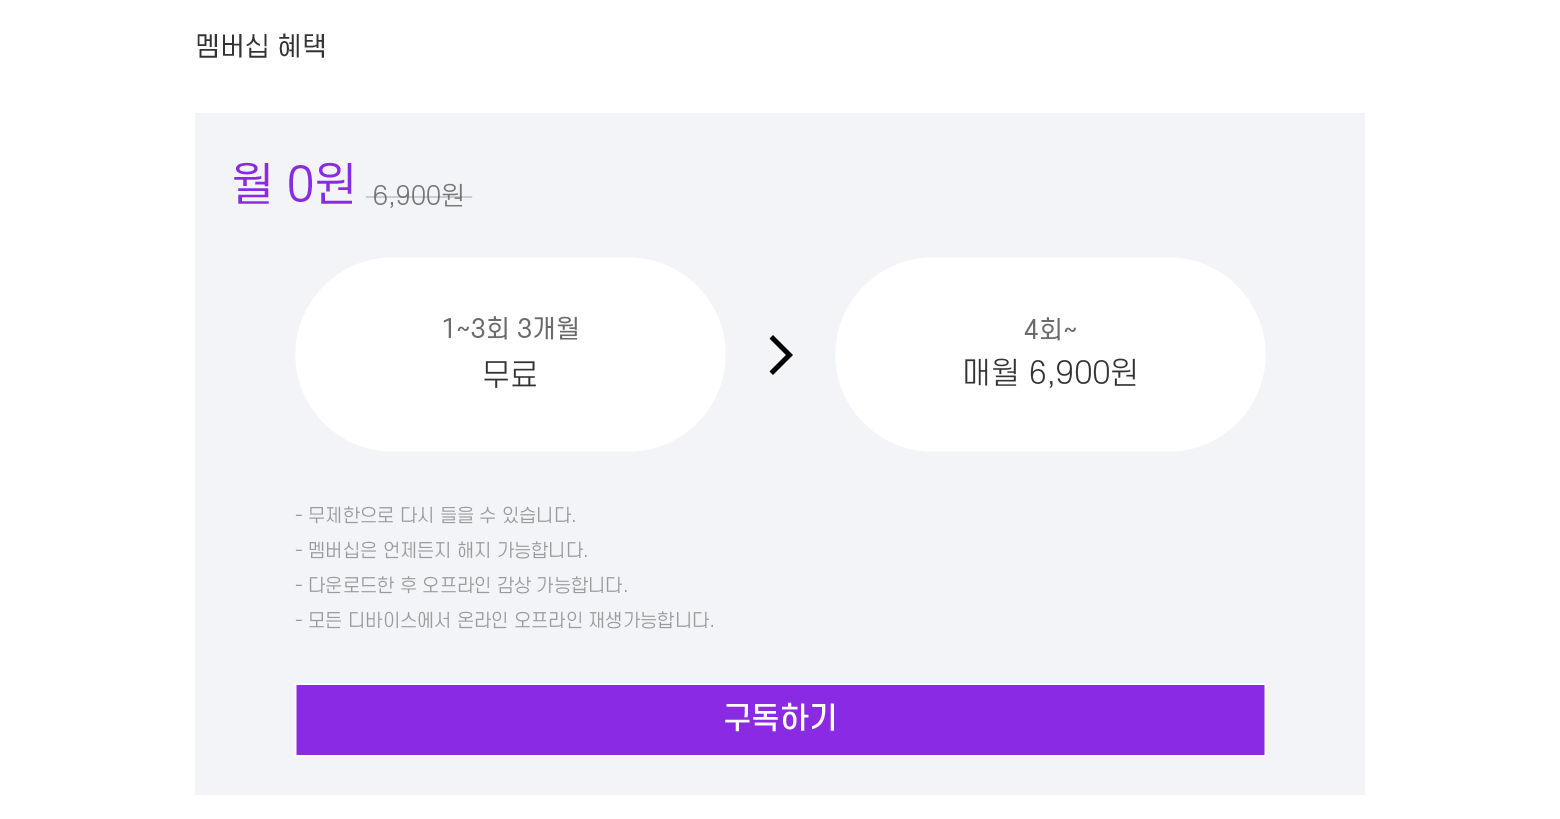 멤버십 혜택
월 0원 6,900원
1~3회 3개월
무료
4회~
매월 6,900원
- 무제한으로 다시 들을 수 있습니다.
- 멤버십은 언제든지 해지 가능합니다.
- 다운로드한 후 오프라인 감상 가능합니다.
- 모든 디바이스에서 온라인 오프라인 재생가능합니다.
구독하기